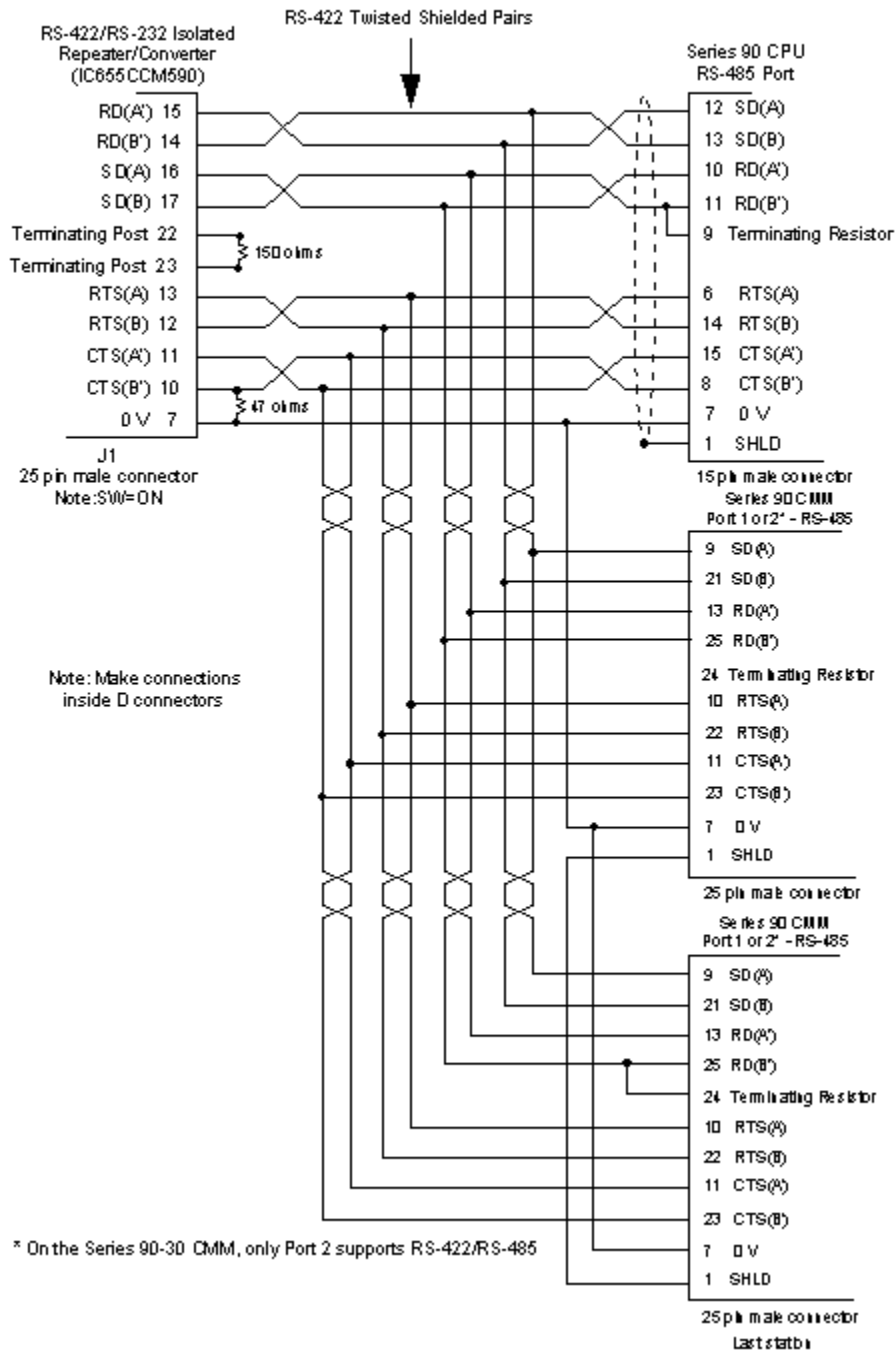 RS-422 Twisted Shielded Pairs
RS-422/RS-232 Isolated
Repeater/Converter
(IC655CCM590)
RD(A') 15
RD(B') 14
SD(A) 16
SD(B) 17
Terminating Post 22
150 ohms
Terminating Post 23
RTS(A) 13
RTS(B) 12
CTS(A') 11
CTS(B') 10
47 ohms
0 V 7
J1
25 pin male connector
Note:SW=ON
Series 90 CPU
RS-485 Port
12 SD(A)
13 SD(B)
10 RD(A')
11 RD(B')
9 Terminating Resistor
6 RTS(A)
14 RTS(B)
15 CTS(A')
8 CTS(B')
7 0 V
1 SHLD
15 pin male connector
Series 90 CMM
Port 1 or 2* - RS-485
9 SD(A)
21 SD(B)
13 RD(A')
25 RD(B')
24 Terminating Resistor
10 RTS(A)
22 RTS(B)
11 CTS(A')
23 CTS(B')
7 0 V
1 SHLD
25 pin male connector
Note: Make connections
inside D connectors
Series 90 CMM
Port 1 or 2* - RS-485
9 SD(A)
21 SD(B)
13 RD(A')
25 RD(B')
24 Terminating Resistor
10 RTS(A)
22 RTS(B)
11 CTS(A')
23 CTS(B')
7 0 V
1 SHLD
25 pin male connector
Last station
* On the Series 90-30 CMM, only Port 2 supports RS-422/RS-485